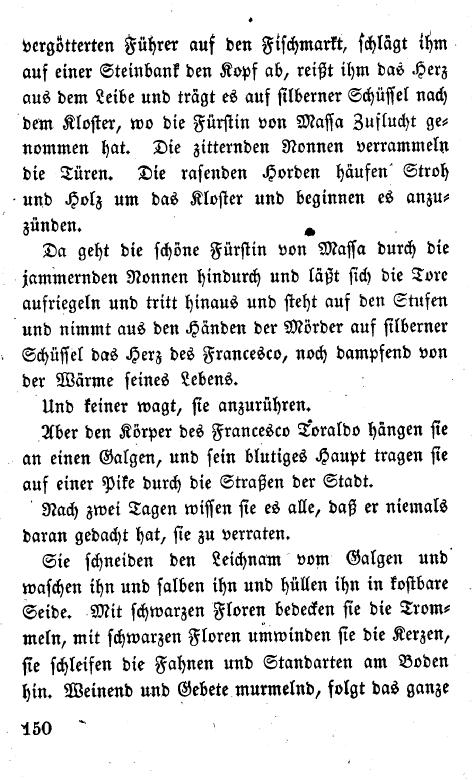 vergötterten Führer auf den Fischmarkt, schlägt ihm
auf einer Steinbank den Kopf ab, reißt ihm das Herz
aus dem Leibe und trägt es auf silberner Schüssel nach
dem Kloster, wo die Fürstin von Massa Zuflucht ge-
nommen hat. Die zitternden Nonnen verrammeln
die Türen. Die rasenden Horden häufen Stroh
und Holz um das Kloster und beginnen es anzu-
zünden.
Da geht die schöne Fürstin von Massa durch die
jammernden Nonnen hindurch und läßt sich die Tore
aufriegeln und tritt hinaus und steht auf den Stufen
und nimmt aus den Händen der Mörder auf silberner
Schüssel das Herz des Francesco, noch dampfend von
der Wärme seines Lebens.
Und keiner wagt, sie anzurühren.
Aber den Körper des Francesco Toraldo hängen sie
an einen Galgen, und sein blutiges Haupt tragen sie
auf einer Pike durch die Straßen der Stadt.
Nach zwei Tagen wissen sie es alle, daß er niemals
daran gedacht hat, sie zu verraten.
Sie schneiden den Leichnam vom Galgen und
waschen ihn und salben ihn und hüllen ihn in kostbare
Seide. Mit schwarzen Floren bedecken sie die Trom-
meln, mit schwarzen Floren umwinden sie die Kerzen,
sie schleifen die Fahnen und Standarten am Boden
hin. Weinend und Gebete murmelnd, folgt das ganze
150